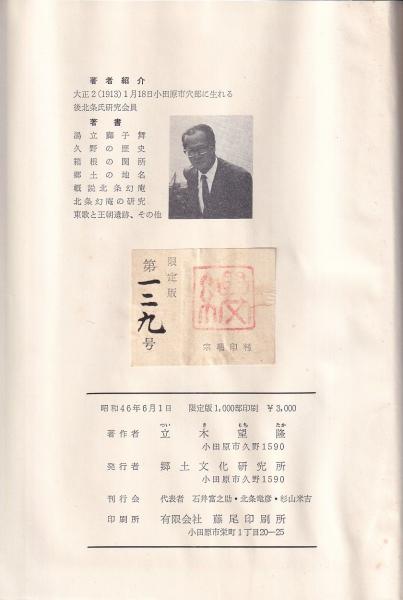 著者紹介
大正2(1913)1月18日小田原市穴部に生れる
後北条氏研究会員
著書
湯立獅子舞
久野の歴史
箱根の関所
郷土の地名
概説北条幻庵
北条幻庵の研究
東歌と王朝遺跡、その他
限定版
第一二九号
昭和46年6月1日 限定版1,000部印刷 ¥3,000
著作者 立木望隆
小田原市久野1590
発行者 郷土文化研究所
小田原市久野1590
刊行会 代表者 石井富之助・北条竜彦・杉山米吉
印刷所 有限会社 藤尾印刷所
小田原市栄町1丁目20―25